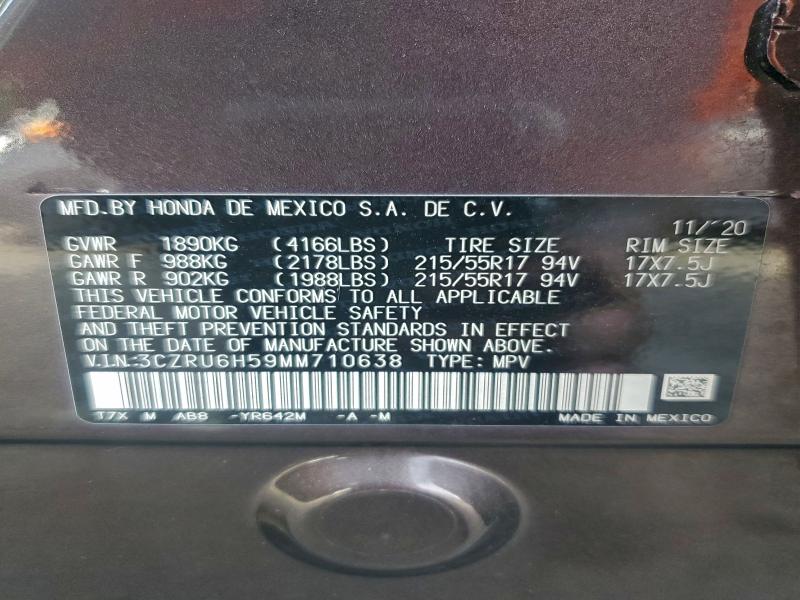 MFD.BY HONDA DE MEXICO S.A. DE C.V.
11/'20
GVWR 1890KG (4166LBS) TIRE SIZE RIM SIZE
GAWR F 988KG (2178LBS) 215/55R17 94V 17X7.5J
GAWR R 902KG (1988LBS) 215/55R17 94V 17X7.5J
THIS VEHICLE CONFORMS TO ALL APPLICABLE
FEDERAL MOTOR VEHICLE SAFETY
AND THEFT PREVENTION STANDARDS IN EFFECT
ON THE DATE OF MANUFACTURE SHOWN ABOVE.
V.I.N.:3CZRU6H59MM710638 TYPE: MPV
T7X M AB8 -YR642M -A -M MADE IN MEXICO